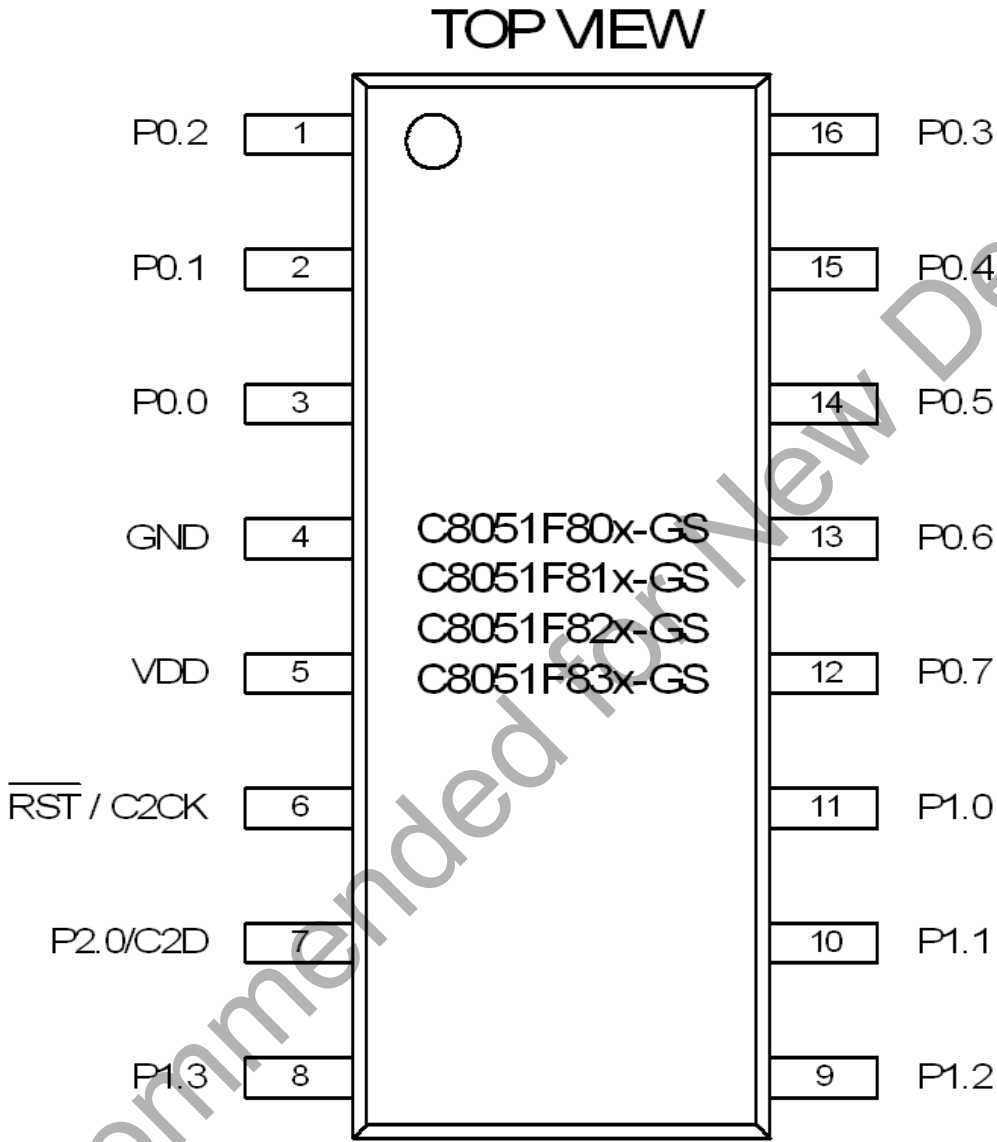 TOP VIEW
P0.2 1
16 P0.3
P0.1 2
15 P0.4
P0.0 3
14 P0.5
GND 4
13 P0.6
VDD 5
12 P0.7
RST / C2CK 6
11 P1.0
P2.0/C2D 7
10 P1.1
P1.3 8
9 P1.2
C8051F80x-GS
C8051F81x-GS
C8051F82x-GS
C8051F83x-GS
for New